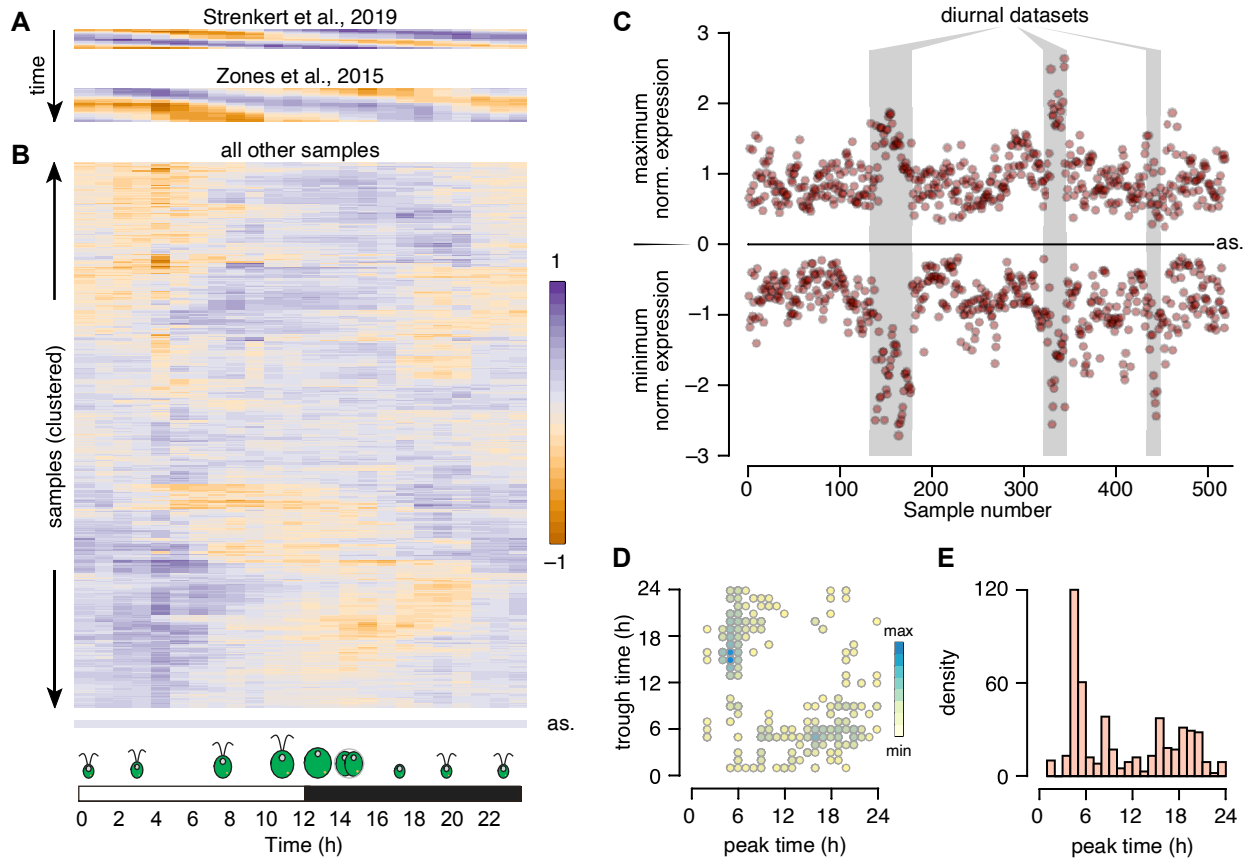 A
Strenkert et al., 2019
Zones et al., 2015
time
B
all other samples
samples (clustered)
1
−1
as.
0 2 4 6 8 10 12 14 16 18 20 22
Time (h)
C
diurnal datasets
3
2
1
0
−1
−2
−3
maximum
norm. expression
minimum
norm. expression
as.
0 100 200 300 400 500
Sample number
D
24
18
12
6
0
trough time (h)
max
min
0 6 12 18 24
peak time (h)
E
120
60
0
density
0 6 12 18 24
peak time (h)